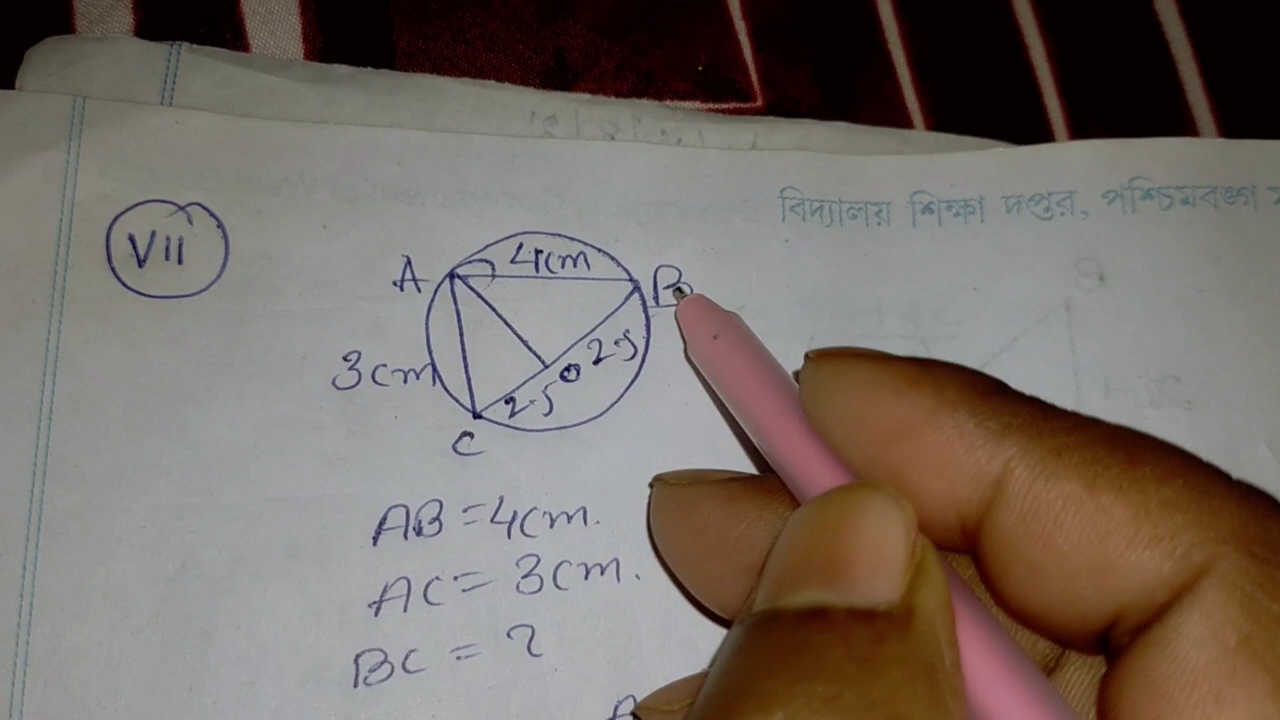 বিদ্যালয় শিক্ষা দপ্তর, পশ্চিমবঙ্গ
VII
A
4cm
B
3cm
2.5
2.5
O
C
AB = 4cm.
AC = 3cm.
BC = ?